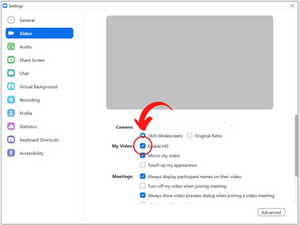 Settings
General
Video
Audio
Share Screen
Chat
Virtual Background
Recording
Profile
Statistics
Keyboard Shortcuts
Accessibility
Camera:
16:9 (Widescreen) Original Ratio
My Video: Enable HD
Mirror my video
Touch up my appearance
Meetings: Always display participant names on their video
Turn off my video when joining meeting
Always show video preview dialog when joining a video meeting
Advanced